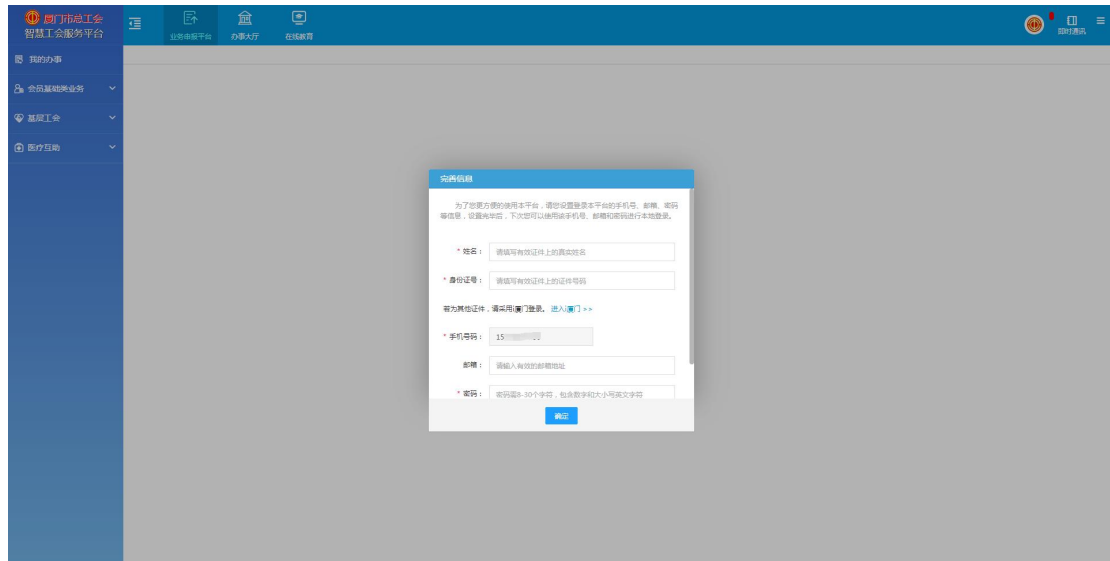 厦门市总工会
智慧工会服务平台
业务申报平台
办事大厅
在线教育
即时通讯
我的办事
会员基础类业务
基层工会
医疗互助
完善信息
为了您更方便的使用本平台，请您设置登录本平台的手机号、邮箱、密码
等信息，设置完毕后，下次您可以使用该手机号、邮箱和密码进行本地登录。
* 姓名： 请填写有效证件上的真实姓名
* 身份证号： 请填写有效证件上的证件号码
若为其他证件，请采用i厦门登录。 进入i厦门 >>
* 手机号码： 15
邮箱： 请输入有效的邮箱地址
* 密码： 密码需8-30个字符，包含数字和大小写英文字符
确定